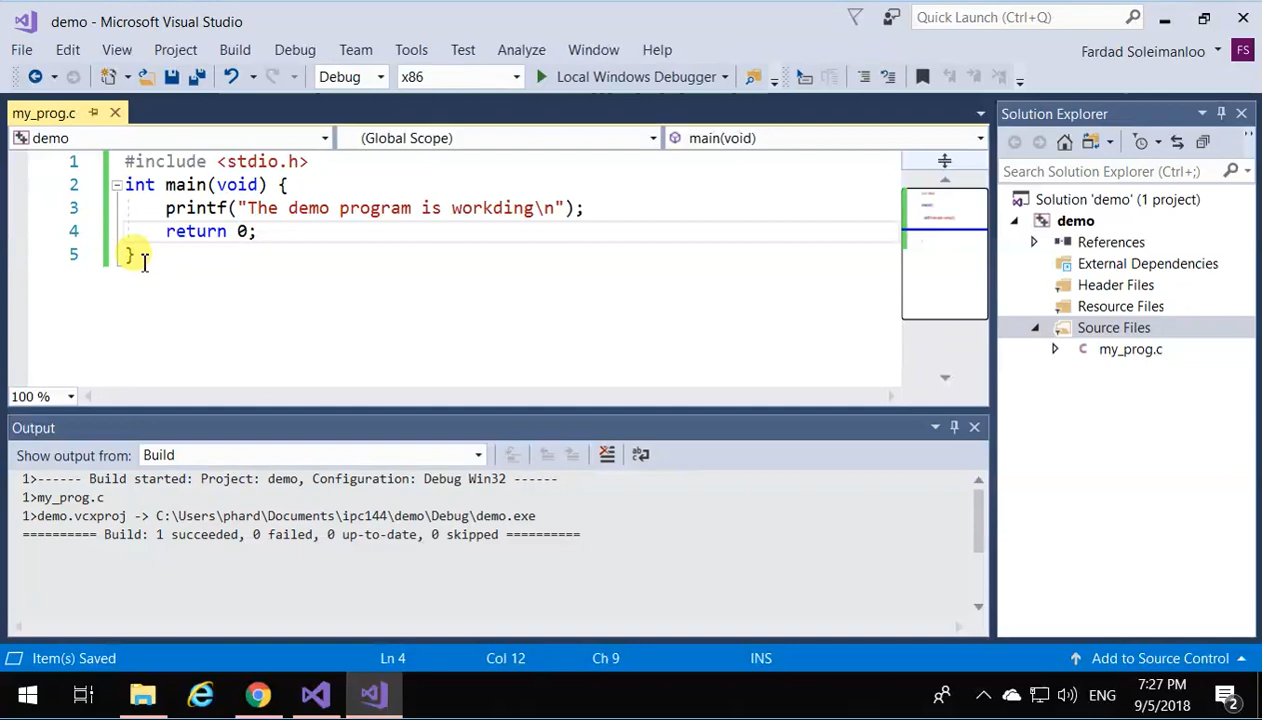 demo - Microsoft Visual Studio
Quick Launch (Ctrl+Q)
File Edit View Project Build Debug Team Tools Test Analyze Window Help
Fardad Soleimanloo FS
Debug x86 Local Windows Debugger
my_prog.c
demo (Global Scope) main(void)
1 #include <stdio.h>
2 int main(void) {
3 printf("The demo program is workding\n");
4 return 0;
5 }
100 %
Solution Explorer
Search Solution Explorer (Ctrl+;)
Solution 'demo' (1 project)
demo
References
External Dependencies
Header Files
Resource Files
Source Files
C my_prog.c
Output
Show output from: Build
1>------ Build started: Project: demo, Configuration: Debug Win32 ------
1>my_prog.c
1>demo.vcxproj -> C:\Users\phard\Documents\ipc144\demo\Debug\demo.exe
========== Build: 1 succeeded, 0 failed, 0 up-to-date, 0 skipped ==========
Item(s) Saved Ln 4 Col 12 Ch 9 INS Add to Source Control
ENG
7:27 PM
9/5/2018
2